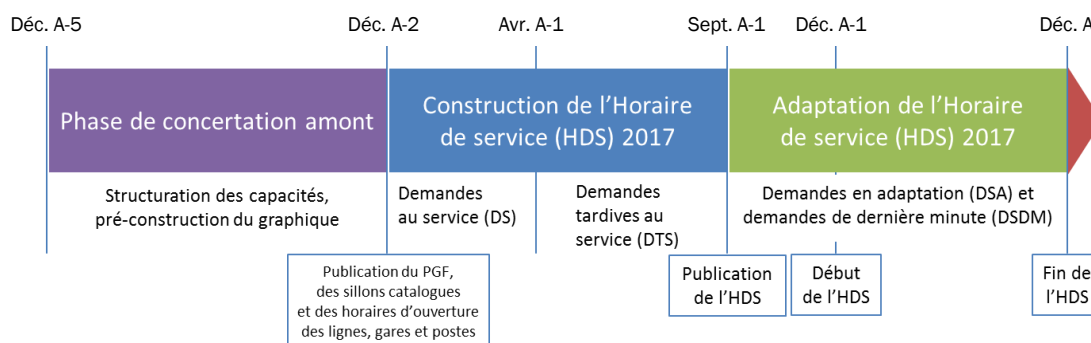 Déc. A-5
Déc. A-2
Avr. A-1
Sept. A-1
Déc. A-1
Déc. A
Phase de concertation amont
Construction de l'Horaire
de service (HDS) 2017
Adaptation de l'Horaire
de service (HDS) 2017
Structuration des capacités,
pré-construction du graphique
Demandes
au service (DS)
Demandes
tardives au
service (DTS)
Demandes en adaptation (DSA) et
demandes de dernière minute (DSDM)
Publication du PGF,
des sillons catalogues
et des horaires d'ouverture
des lignes, gares et postes
Publication
de l'HDS
Début
de l'HDS
Fin de
l'HDS